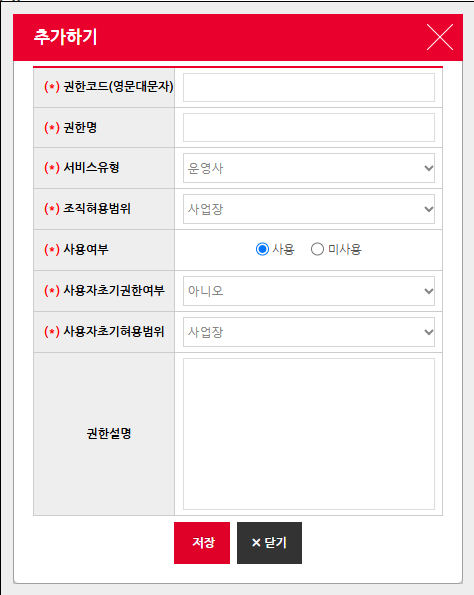 추가하기
(*) 권한코드(영문대문자)
(*) 권한명
(*) 서비스유형 운영사
(*) 조직허용범위 사업장
(*) 사용여부 사용 미사용
(*) 사용자초기권한여부 아니오
(*) 사용자초기허용범위 사업장
권한설명
저장 × 닫기